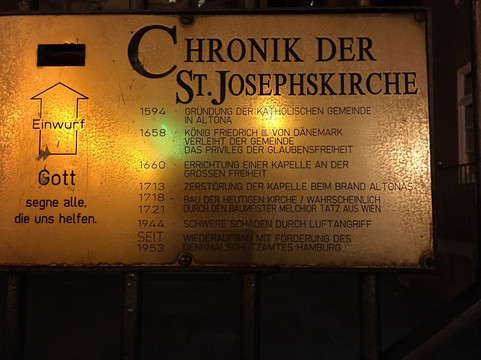 CHRONIK DER
ST. JOSEPHSKIRCHE
1594 - GRÜNDUNG DER KATHOLISCHEN GEMEINDE
IN ALTONA
1658 - KÖNIG FRIEDRICH III. VON DÄNEMARK
VERLEIHT DER GEMEINDE
DAS PRIVILEG DER GLAUBENSFREIHEIT
1660 - ERRICHTUNG EINER KAPELLE AN DER
GROSSEN FREIHEIT
1713 - ZERSTÖRUNG DER KAPELLE BEIM BRAND ALTONAS
1718 - BAU DER HEUTIGEN KIRCHE / WAHRSCHEINLICH
1721 DURCH DEN BAUMEISTER MELCHIOR TATZ AUS WIEN
1944 - SCHWERE SCHÄDEN DURCH LUFTANGRIFF
SEIT - WIEDERAUFBAU MIT FÖRDERUNG DES
1953 DENKMALSCHUTZAMTES HAMBURG
Einwurf
Gott
segne alle,
die uns helfen.